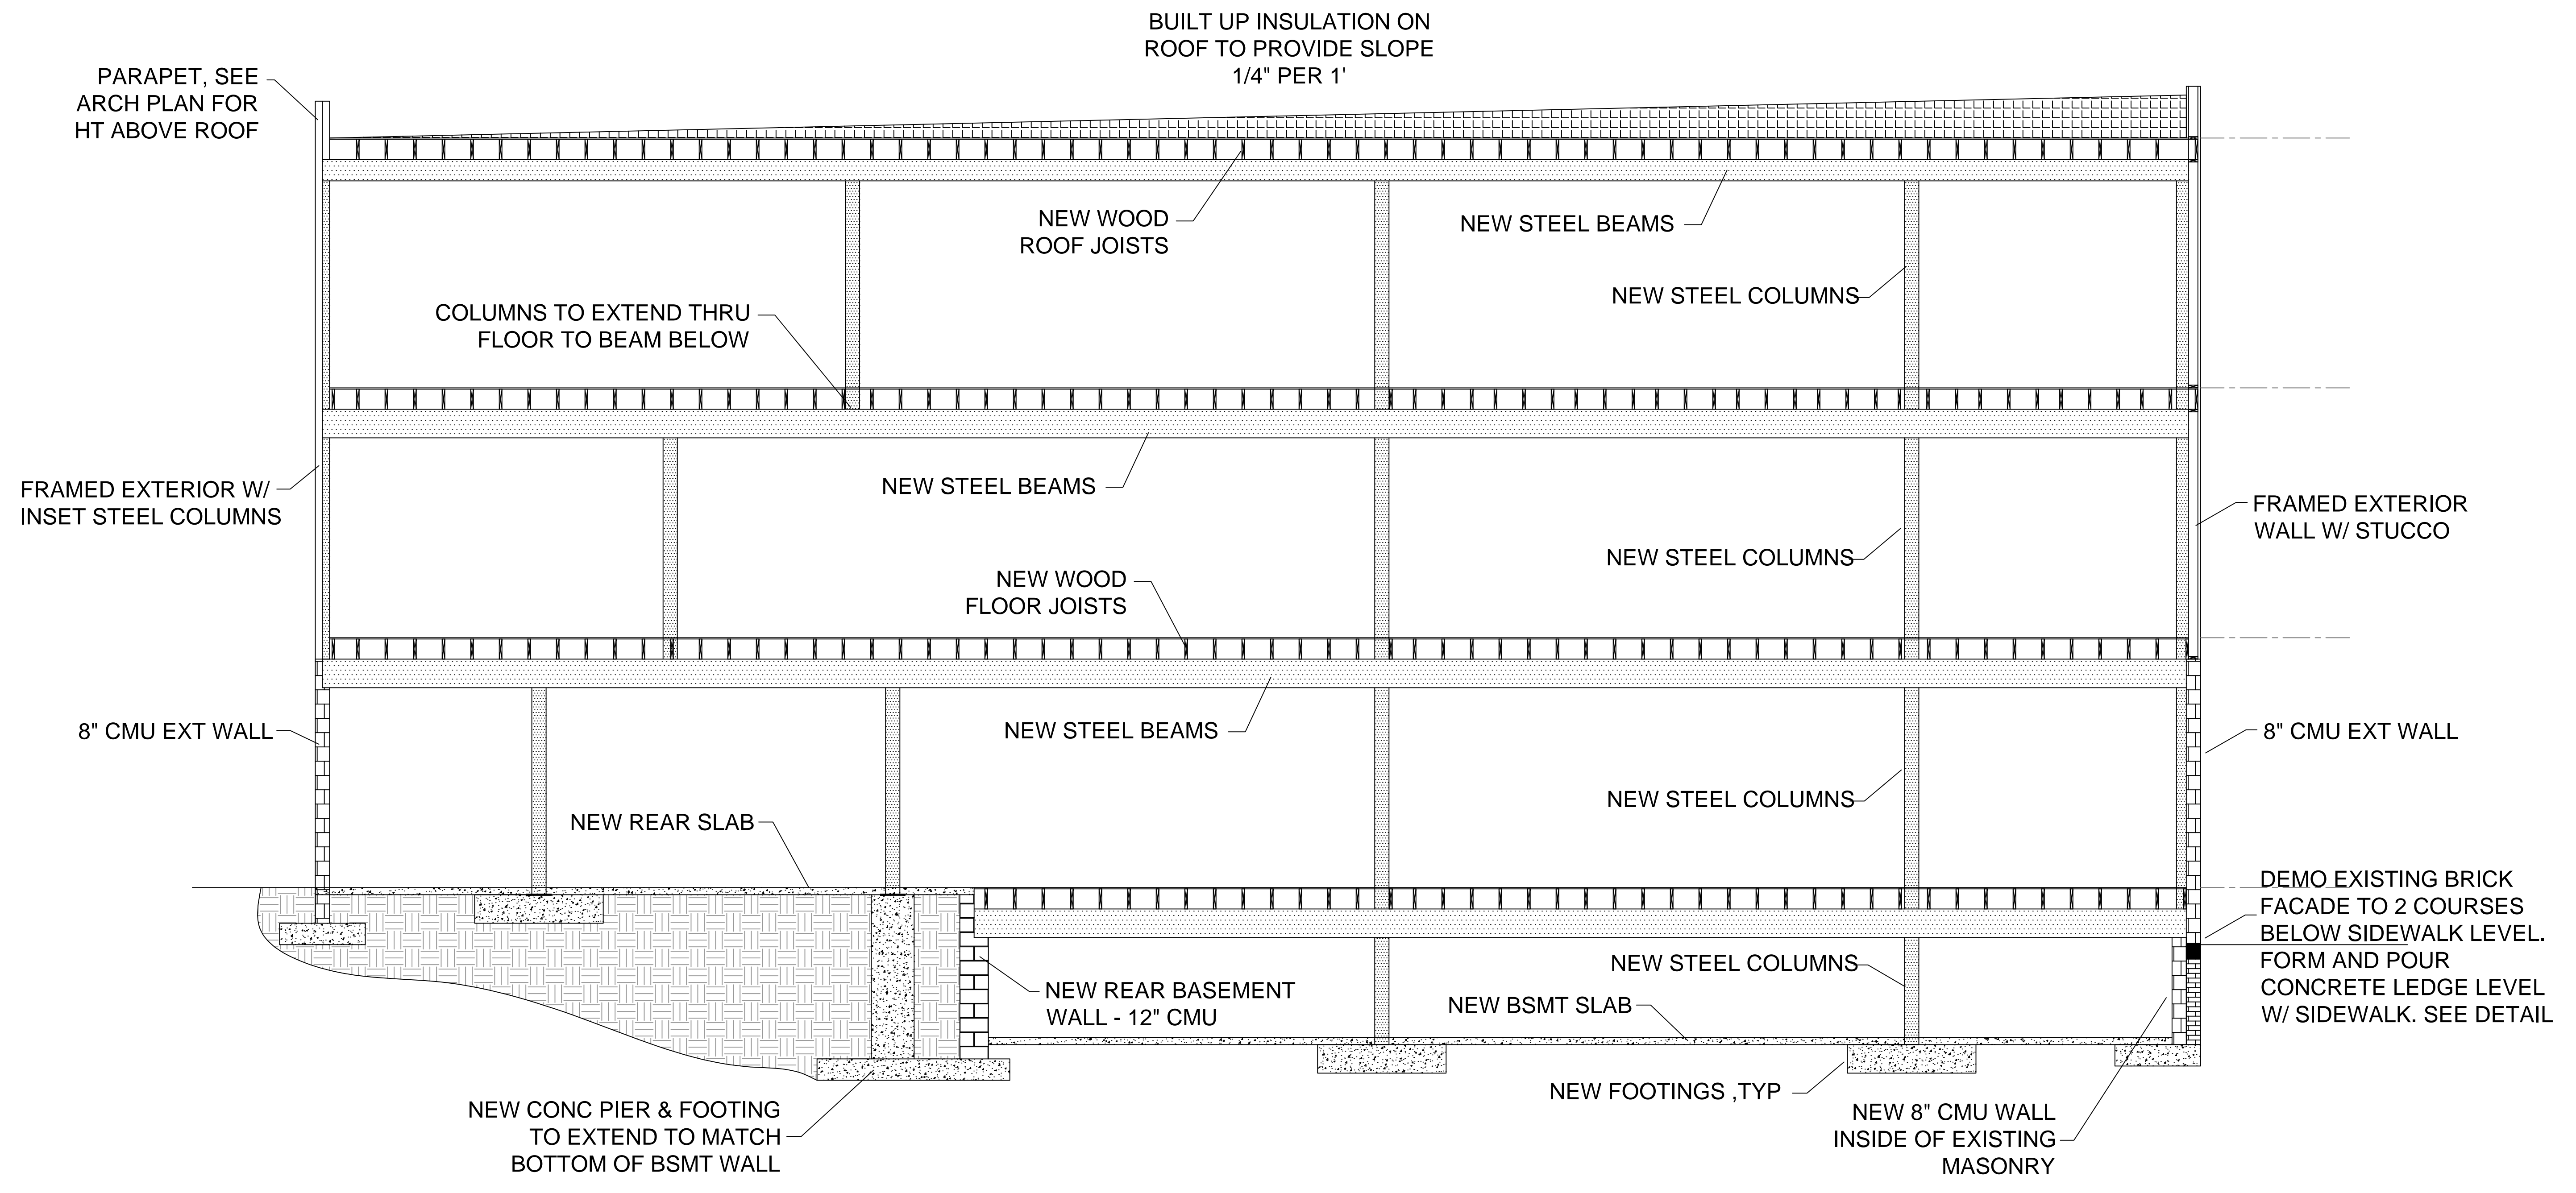 BUILT UP INSULATION ON
ROOF TO PROVIDE SLOPE
1/4" PER 1'
PARAPET, SEE
ARCH PLAN FOR
HT ABOVE ROOF
NEW WOOD
ROOF JOISTS
NEW STEEL BEAMS
NEW STEEL COLUMNS
COLUMNS TO EXTEND THRU
FLOOR TO BEAM BELOW
FRAMED EXTERIOR W/
INSET STEEL COLUMNS
NEW STEEL BEAMS
FRAMED EXTERIOR
WALL W/ STUCCO
NEW STEEL COLUMNS
NEW WOOD
FLOOR JOISTS
8" CMU EXT WALL
NEW STEEL BEAMS
8" CMU EXT WALL
NEW STEEL COLUMNS
NEW REAR SLAB
DEMO EXISTING BRICK
FACADE TO 2 COURSES
BELOW SIDEWALK LEVEL.
FORM AND POUR
CONCRETE LEDGE LEVEL
W/ SIDEWALK. SEE DETAIL
NEW STEEL COLUMNS
NEW REAR BASEMENT
WALL - 12" CMU
NEW BSMT SLAB
NEW FOOTINGS ,TYP
NEW CONC PIER & FOOTING
TO EXTEND TO MATCH
BOTTOM OF BSMT WALL
NEW 8" CMU WALL
INSIDE OF EXISTING
MASONRY